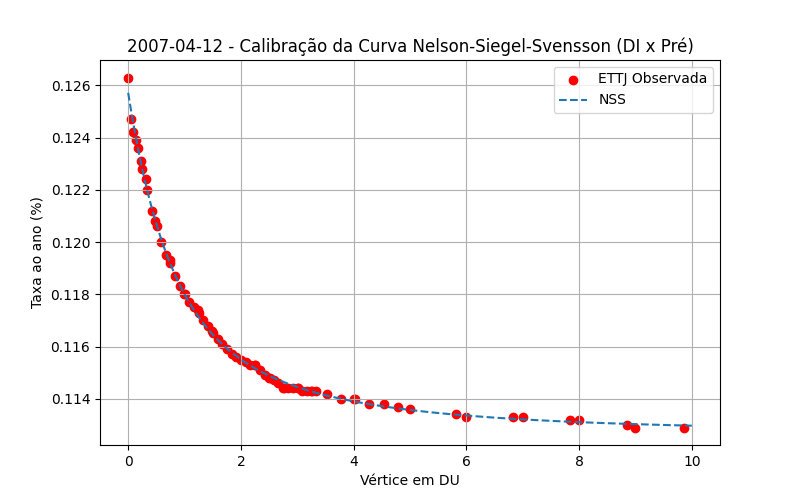 2007-04-12 - Calibração da Curva Nelson-Siegel-Svensson (DI x Pré)
ETTJ Observada
NSS
Taxa ao ano (%)
0.126
0.124
0.122
0.120
0.118
0.116
0.114
0 2 4 6 8 10
Vértice em DU